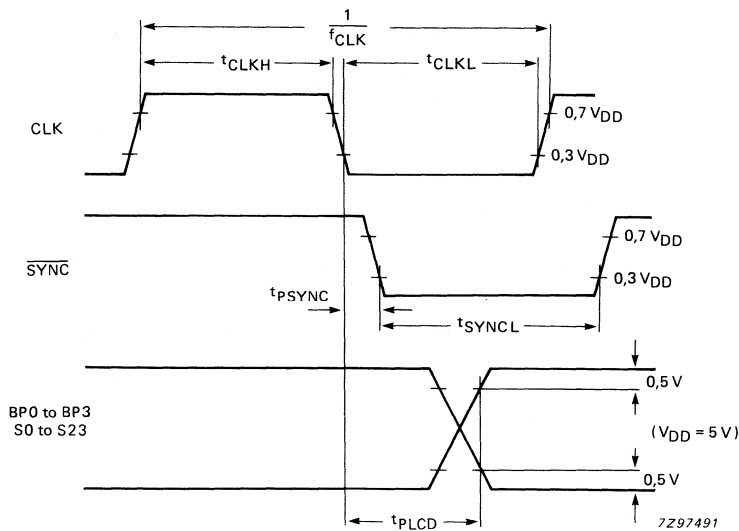 1
fCLK
tCLKH
tCLKL
CLK
0,7 VDD
0,3 VDD
SYNC
0,7 VDD
0,3 VDD
tPSYNC
tSYNCL
BP0 to BP3
S0 to S23
0,5 V
(VDD = 5 V)
0,5 V
tPLCD
7Z97491